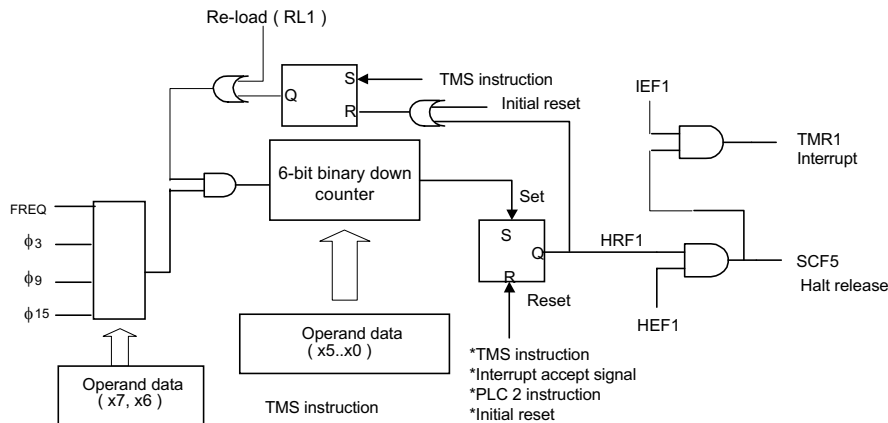 Re-load ( RL1 )
S
TMS instruction
Q
R
Initial reset
IEF1
TMR1
Interrupt
6-bit binary down
counter
FREQ
Set
ϕ3
S
Q
HRF1
SCF5
ϕ9
R
Reset
Halt release
HEF1
ϕ15
Operand data
( x5..x0 )
*TMS instruction
*Interrupt accept signal
*PLC 2 instruction
*Initial reset
Operand data
( x7, x6 )
TMS instruction